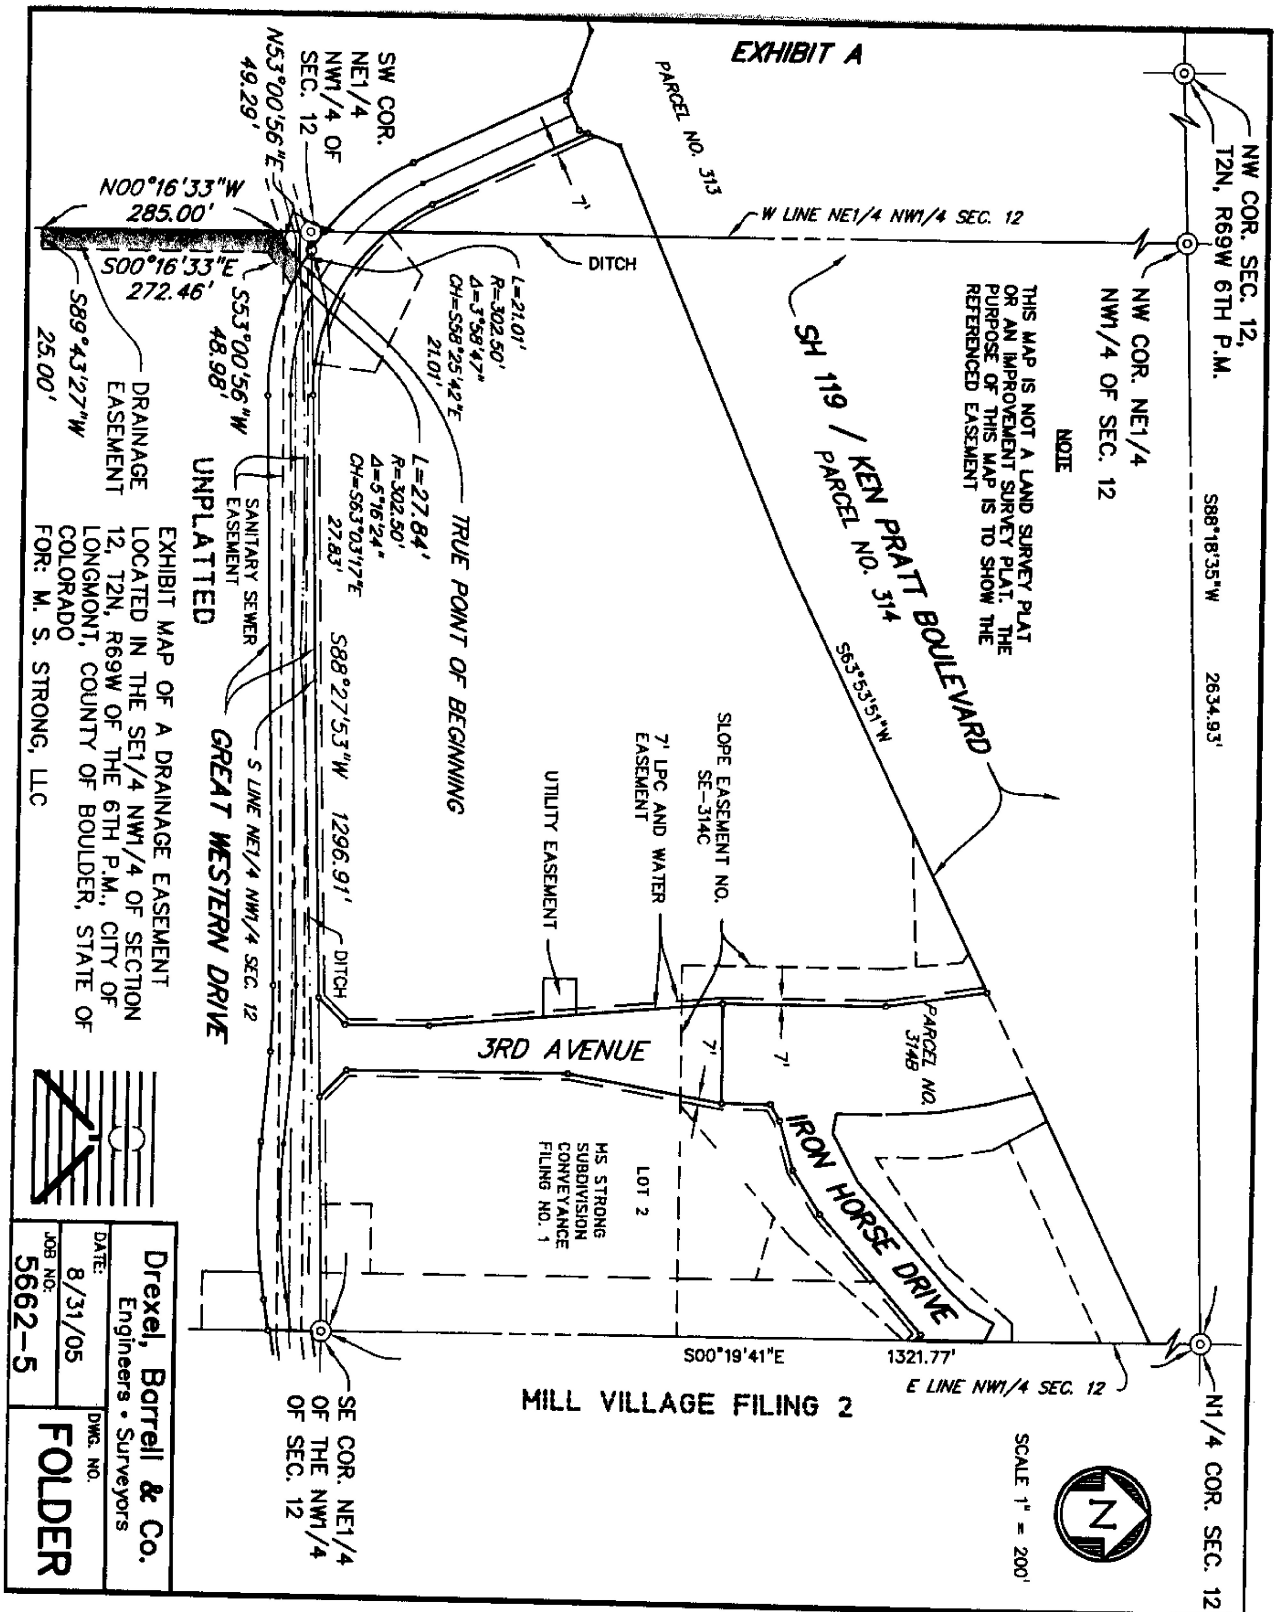 EXHIBIT A
NW COR. SEC. 12,
T2N, R69W 6TH P.M.
NW COR. NE1/4
NW1/4 OF SEC. 12
S88°18'35"W 2634.93'
N1/4 COR. SEC. 12
NOTE
THIS MAP IS NOT A LAND SURVEY PLAT
OR AN IMPROVEMENT SURVEY PLAT. THE
PURPOSE OF THIS MAP IS TO SHOW THE
REFERENCED EASEMENT
N
SCALE 1" = 200'
PARCEL NO. 313
W LINE NE1/4 NW1/4 SEC. 12
DITCH
SH 119 / KEN PRATT BOULEVARD
PARCEL NO. 314
S63°53'51"W
SLOPE EASEMENT NO.
SE-314C
7' LPC AND WATER
EASEMENT
UTILITY EASEMENT
PARCEL NO.
314B
7'
7'
7'
3RD AVENUE
IRON HORSE DRIVE
LOT 2
MS STRONG
SUBDIVISION
CONVEYANCE
FILING NO. 1
E LINE NW1/4 SEC. 12
S00°19'41"E 1321.77'
MILL VILLAGE FILING 2
SW COR.
NE1/4
NW1/4 OF
SEC. 12
N53°00'56"E
49.29'
L=21.01'
R=302.50'
Δ=3°58'47"
CH=S58°25'42"E
21.01'
TRUE POINT OF BEGINNING
L=27.84'
R=302.50'
Δ=5°16'24"
CH=S63°03'17"E
27.83'
S88°27'53"W 1296.91'
DITCH
S LINE NE1/4 NW1/4 SEC. 12
GREAT WESTERN DRIVE
SANITARY SEWER
EASEMENT
UNPLATTED
N00°16'33"W
285.00'
S00°16'33"E
272.46'
S53°00'56"W
48.98'
DRAINAGE
EASEMENT
S89°43'27"W
25.00'
SE COR. NE1/4
OF THE NW1/4
OF SEC. 12
EXHIBIT MAP OF A DRAINAGE EASEMENT
LOCATED IN THE SE1/4 NW1/4 OF SECTION
12, T2N, R69W OF THE 6TH P.M., CITY OF
LONGMONT, COUNTY OF BOULDER, STATE OF
COLORADO
FOR: M. S. STRONG, LLC
Drexel, Barrell & Co.
Engineers • Surveyors
DATE:
8/31/05
JOB NO.
5662-5
DWG. NO.
FOLDER